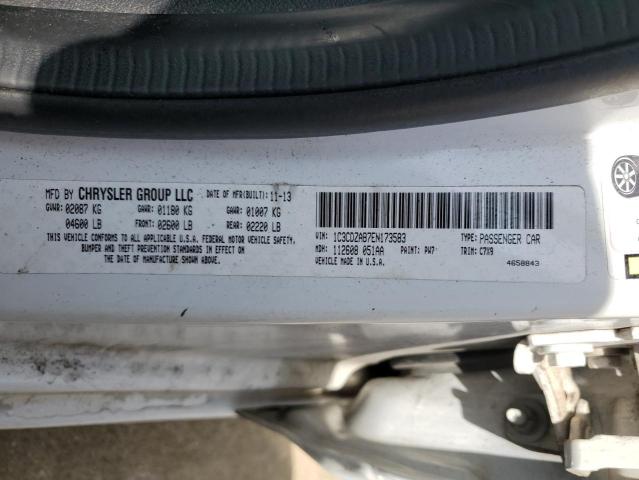 MFD BY CHRYSLER GROUP LLC DATE OF MFR(BUILT): 11-13
GVWR: 02087 KG GAWR: 01180 KG GAWR: 01007 KG
04600 LB FRONT: 02600 LB REAR: 02220 LB
THIS VEHICLE CONFORMS TO ALL APPLICABLE U.S.A. FEDERAL MOTOR VEHICLE SAFETY,
BUMPER AND THEFT PREVENTION STANDARDS IN EFFECT ON
THE DATE OF MANUFACTURE SHOWN ABOVE.
VIN: 1C3CDZAB7EN173583 TYPE: PASSENGER CAR
MDH: 112608 051AA PAINT: PW7 TRIM: C7X9
VEHICLE MADE IN U.S.A. 4658843